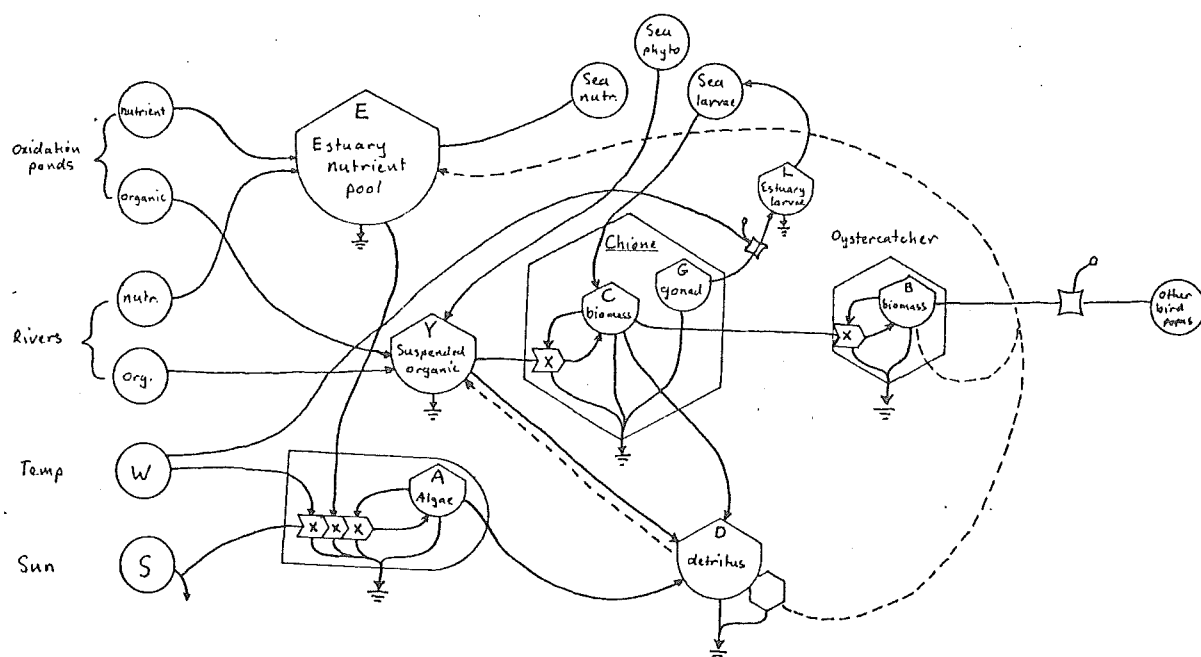 Sea
phyto
Sea
nutr.
Sea
larvae
nutrient
E
Estuary
nutrient
pool
Oxidation
ponds
organic
L
Estuary
larvae
Chione
Oystercatcher
G
gonad
C
biomass
B
biomass
nutr.
Other
bird
popns
Rivers
Y
Suspended
organic
X
X
org.
Temp
W
A
Algae
X X X
D
detritus
Sun
S